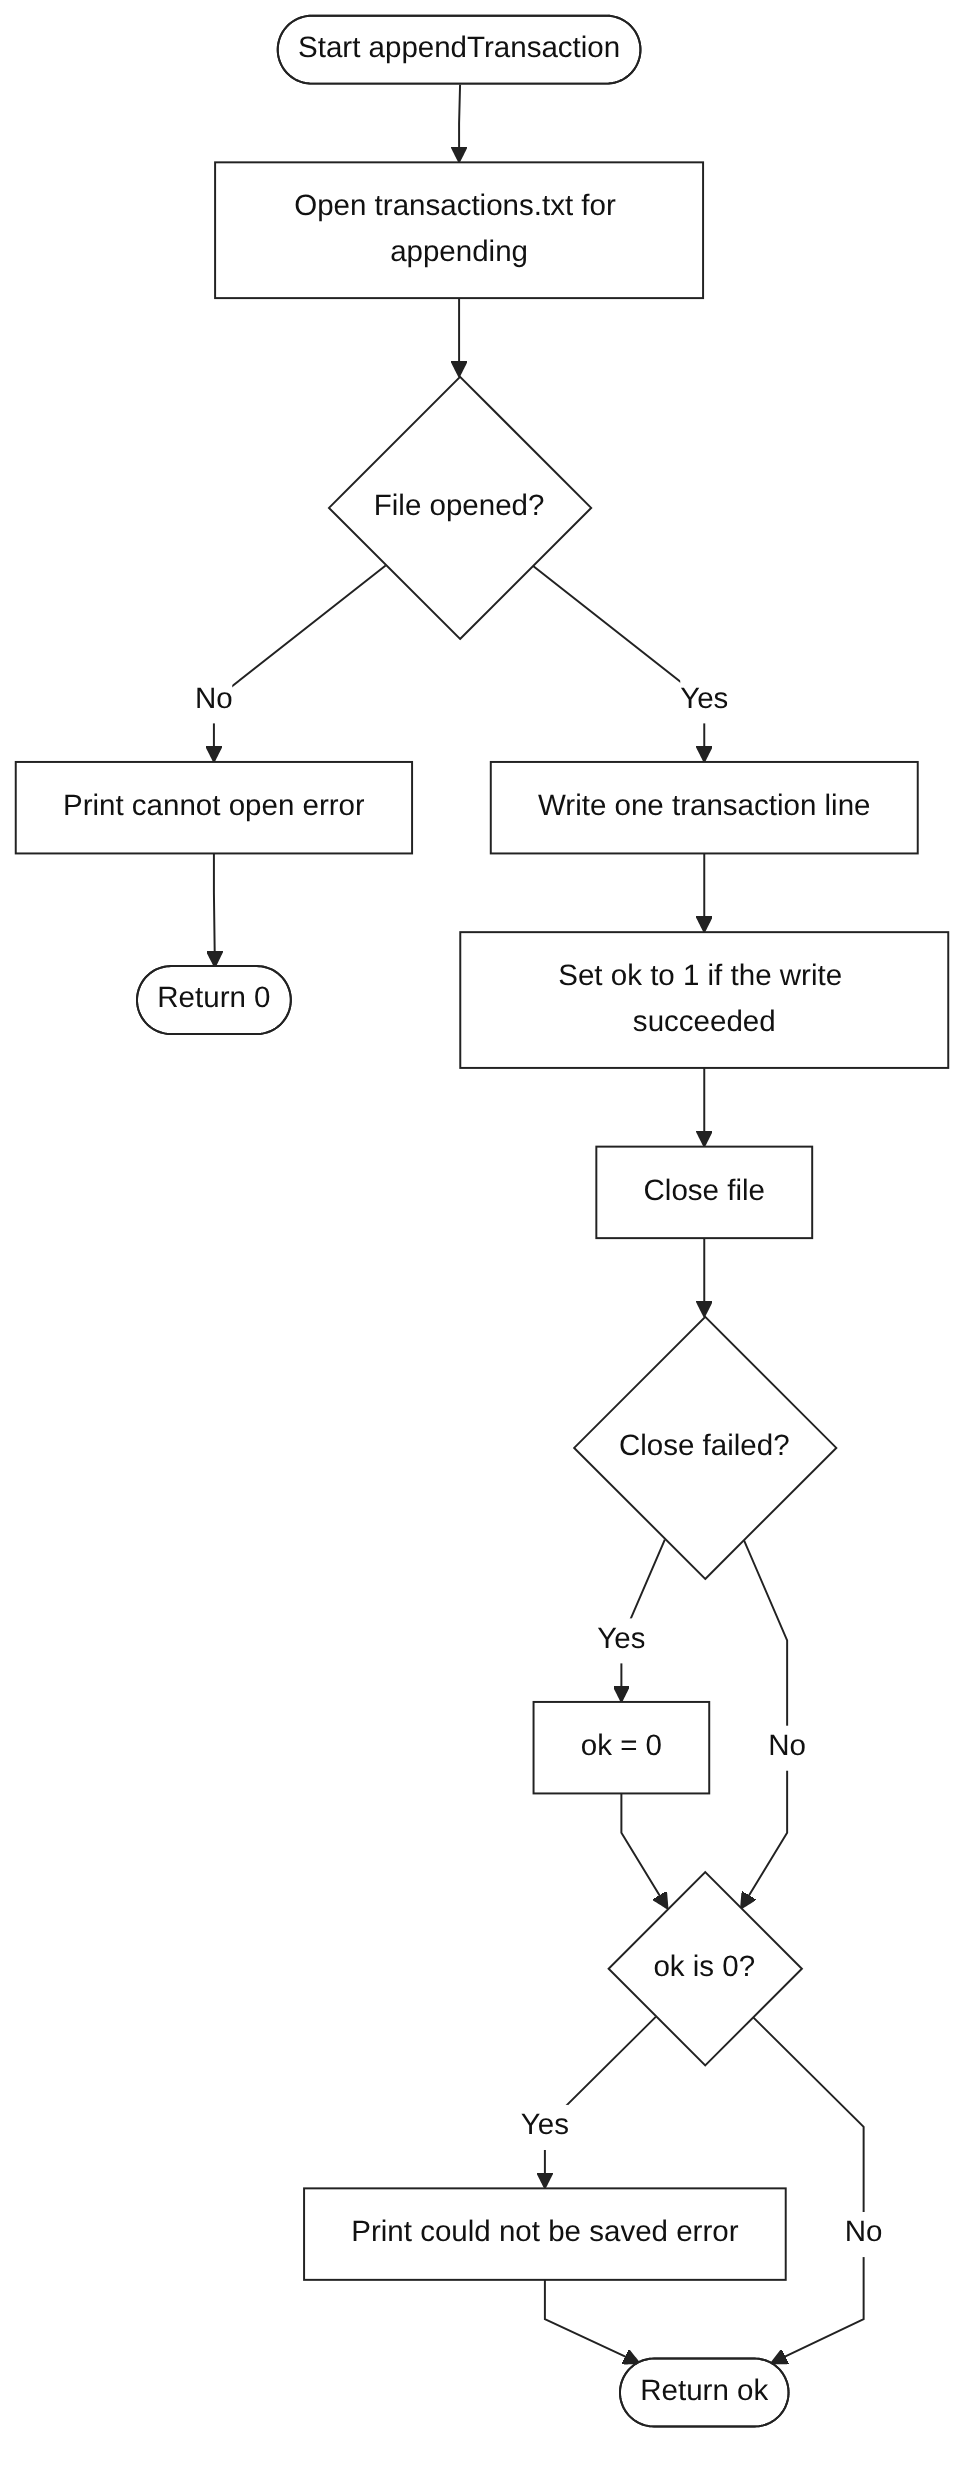 Start appendTransaction
Open transactions.txt for
appending
File opened?
No
Yes
Print cannot open error
Write one transaction line
Return 0
Set ok to 1 if the write
succeeded
Close file
Close failed?
Yes
ok = 0
No
ok is 0?
Yes
Print could not be saved error
No
Return ok